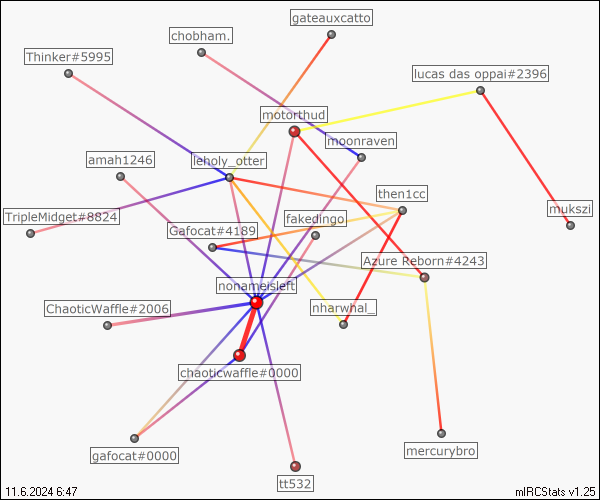 gateauxcatto
chobham.
Thinker#5995
lucas das oppai#2396
motorthud
moonraven
amah1246
leholy_otter
then1cc
mukszi
TripleMidget#8824
fakedingo
Gafocat#4189
Azure Reborn#4243
nonameisleft
ChaoticWaffle#2006
nharwhal_
chaoticwaffle#0000
mercurybro
gafocat#0000
tt532
11.6.2024 6:47
mIRCStats v1.25